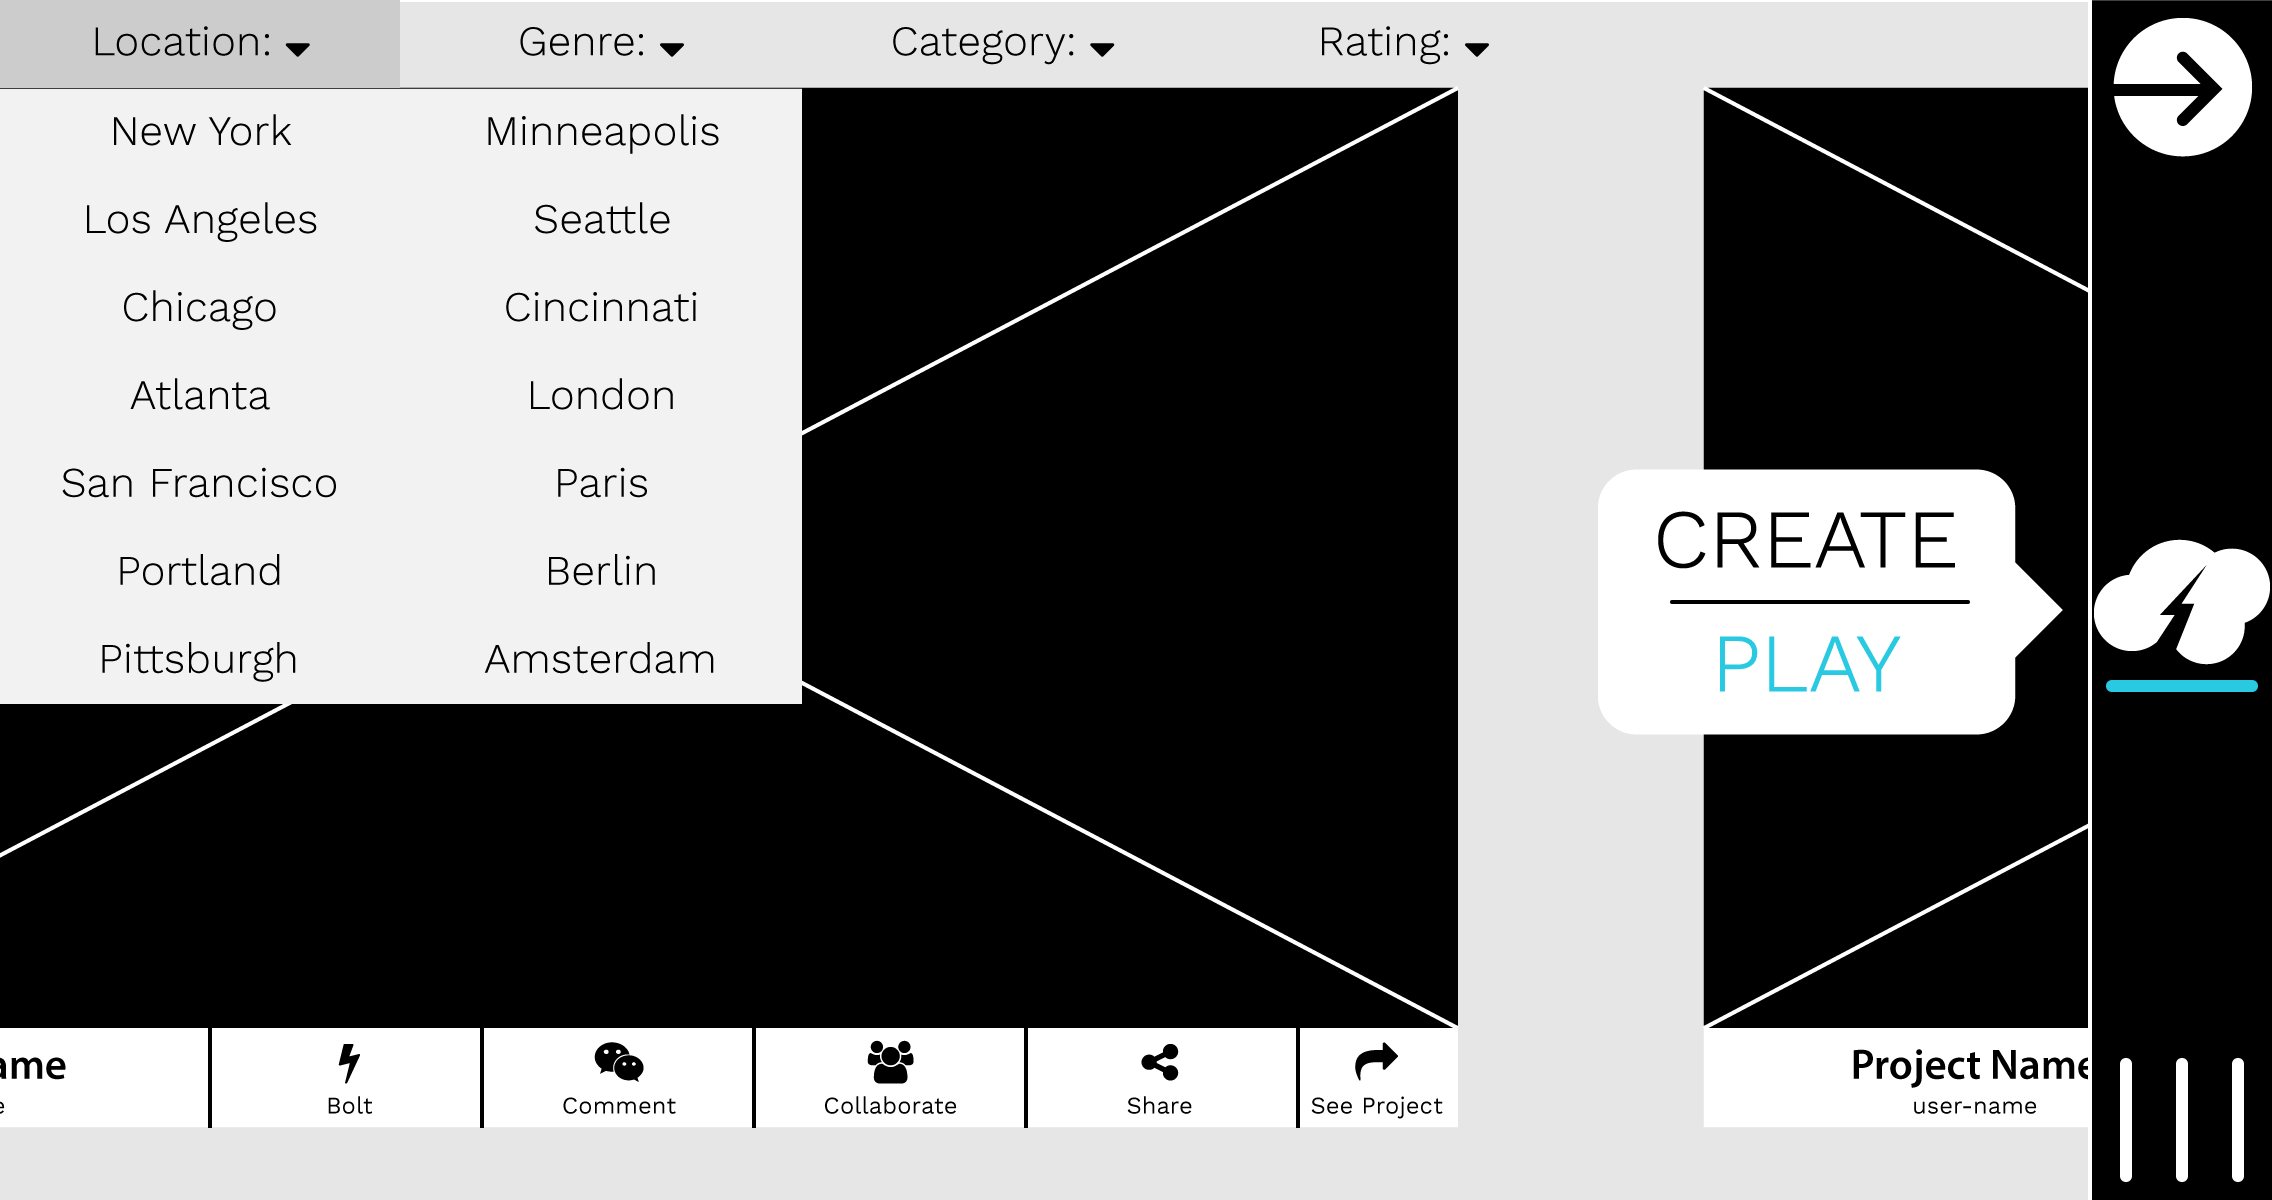 Location: Genre: Category: Rating:
New York Minneapolis
Los Angeles Seattle
Chicago Cincinnati
Atlanta London
San Francisco Paris
Portland Berlin
Pittsburgh Amsterdam
CREATE
PLAY
ame
e
Bolt
Comment
Collaborate
Share
See Project
Project Name
user-name